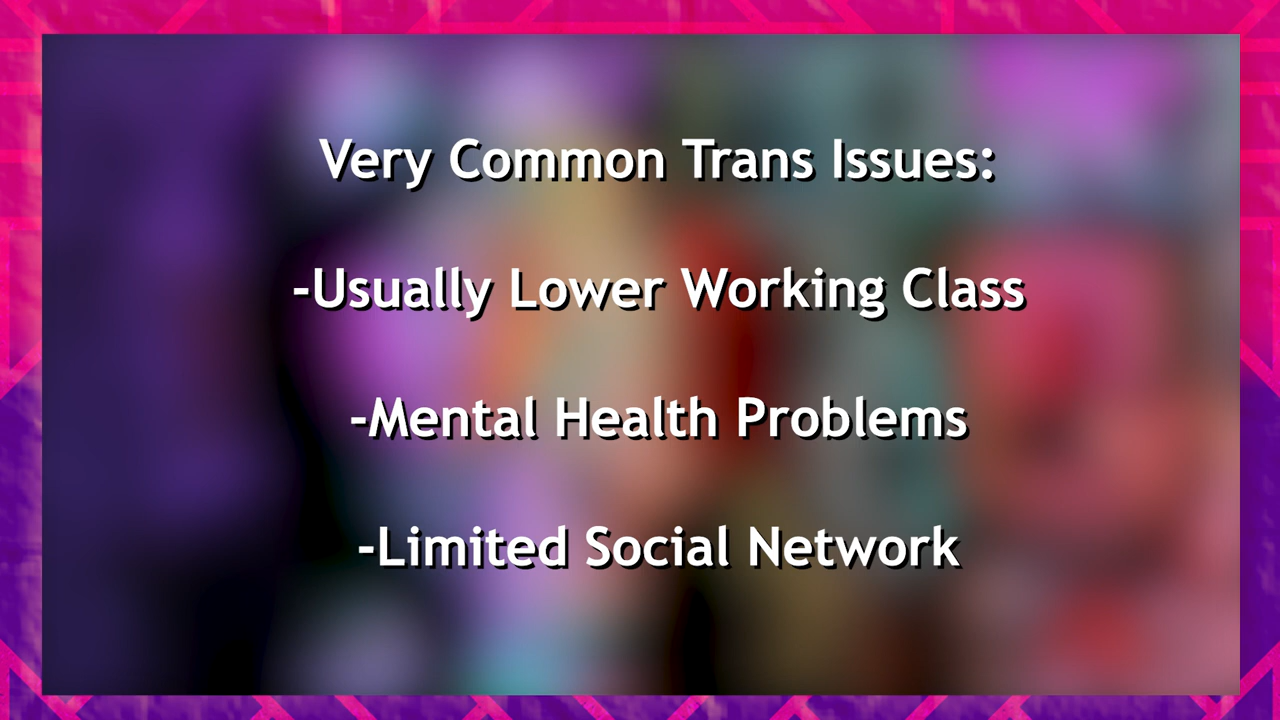 Very Common Trans Issues:
-Usually Lower Working Class
-Mental Health Problems
-Limited Social Network